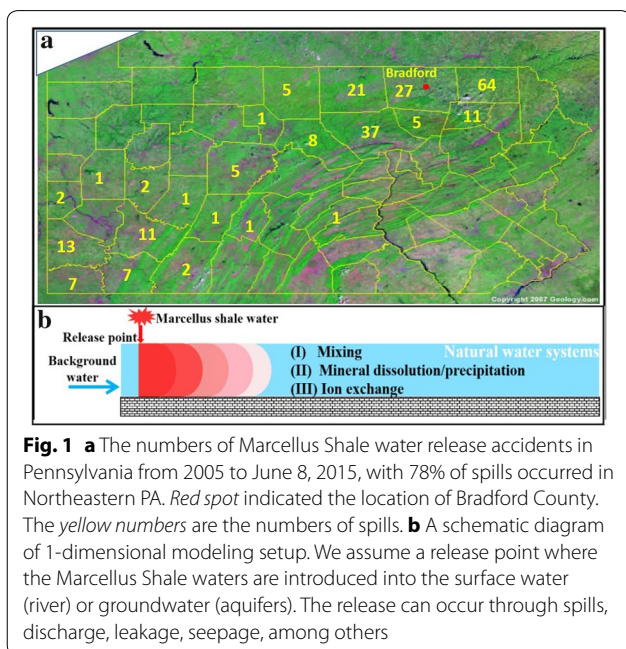 a
Bradford
5
21
27
64
1
8
37
5
11
1
2
5
2
1
1
1
1
13
11
7
7
2
Copyright 2007 Geology.com
b
Marcellus shale water
Release point
Background
water
(I) Mixing
Natural water systems
(II) Mineral dissolution/precipitation
(III) Ion exchange
Fig. 1 a The numbers of Marcellus Shale water release accidents in
Pennsylvania from 2005 to June 8, 2015, with 78% of spills occurred in
Northeastern PA. Red spot indicated the location of Bradford County.
The yellow numbers are the numbers of spills. b A schematic diagram
of 1-dimensional modeling setup. We assume a release point where
the Marcellus Shale waters are introduced into the surface water
(river) or groundwater (aquifers). The release can occur through spills,
discharge, leakage, seepage, among others